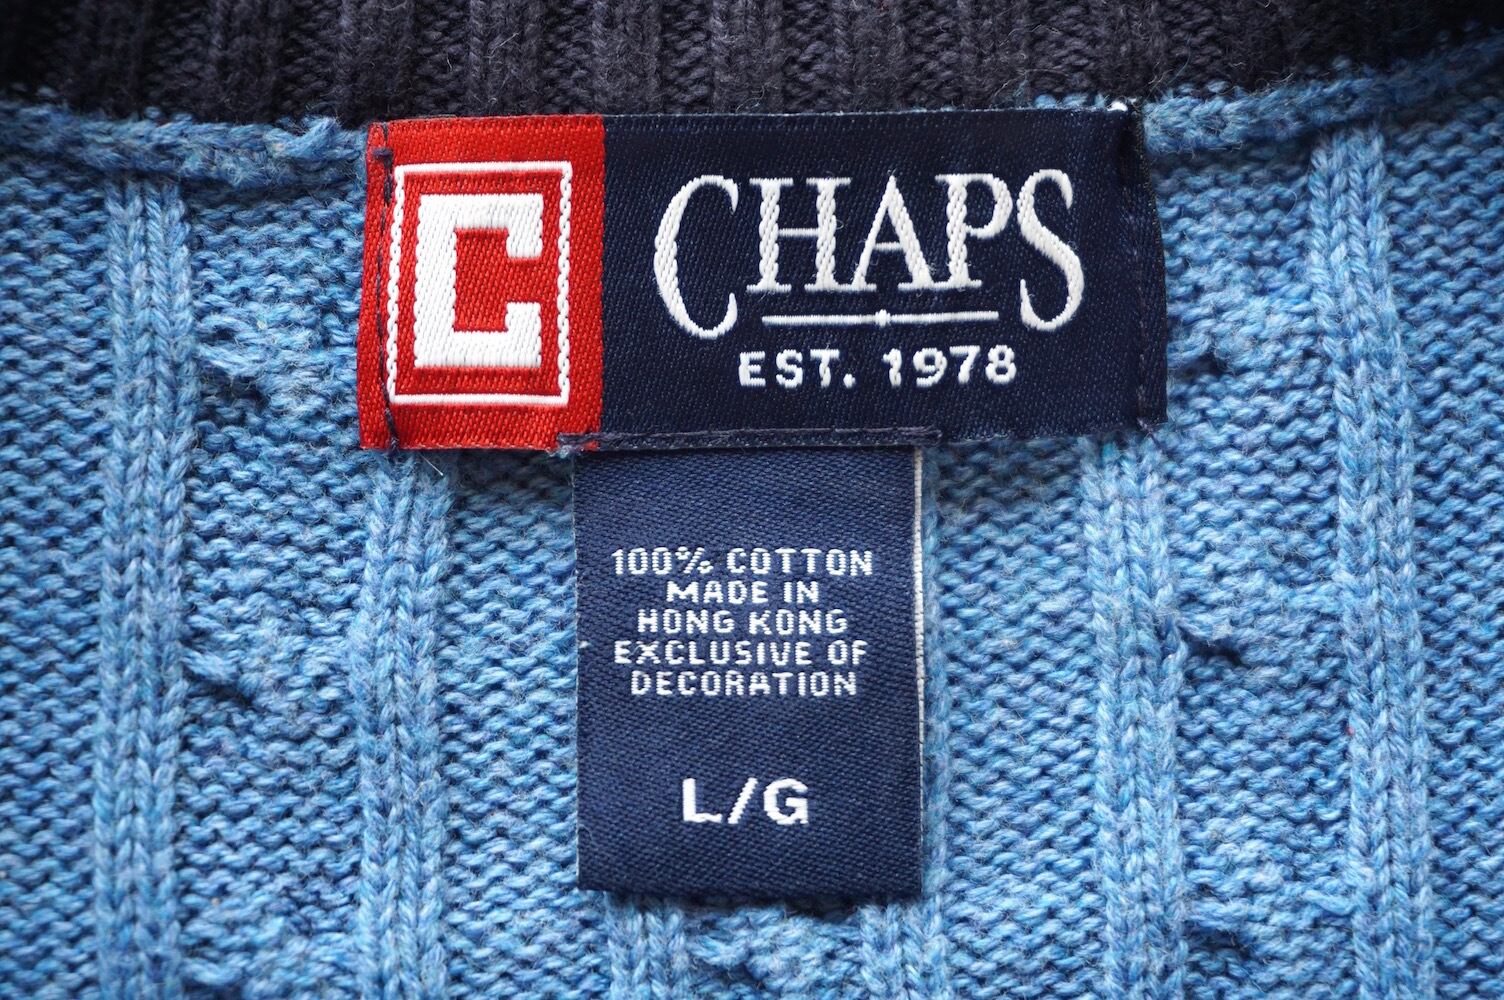 C
CHAPS
EST. 1978
100% COTTON
MADE IN
HONG KONG
EXCLUSIVE OF
DECORATION
L/G